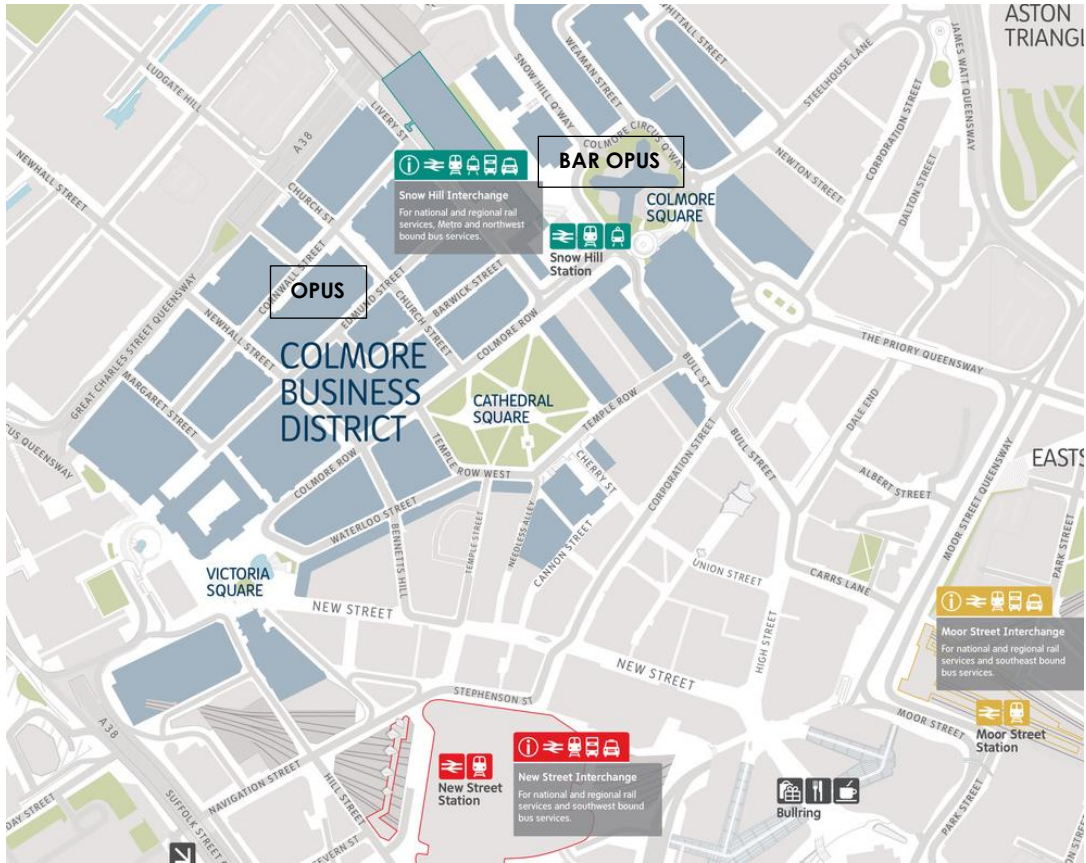 ASTON
TRIANGL
LUDGATE HILL
A38
LIVERY ST
SNOW HILL Q'WAY
WEAMAN STREET
WHITTALL STREET
STEELHOUSE LANE
JAMES WATT QUEENSWAY
CORPORATION STREET
NEWTON STREET
DALTON STREET
COLMORE CIRCUS Q'WAY
BAR OPUS
COLMORE
SQUARE
Snow Hill Interchange
For national and regional rail
services, Metro and northwest
bound bus services.
Snow Hill
Station
NEWHALL STREET
CHURCH ST
CORNWALL STREET
OPUS
EDMUND STREET
BARWICK STREET
CHURCH STREET
COLMORE ROW
NEWHALL STREET
GREAT CHARLES STREET QUEENSWAY
MARGARET STREET
COLMORE
BUSINESS
DISTRICT
CATHEDRAL
SQUARE
TEMPLE ROW
BULL ST
THE PRIORY QUEENSWAY
DALE END
BULL STREET
CORPORATION STREET
CUS QUEENSWAY
COLMORE ROW
TEMPLE ROW WEST
CHERRY ST
ALBERT STREET
EASTS
MOOR STREET QUEENSWAY
PARK STREET
WATERLOO STREET
BENNETTS HILL
TEMPLE STREET
NEEDLESS ALLEY
CANNON STREET
UNION STREET
CARRS LANE
VICTORIA
SQUARE
NEW STREET
HIGH STREET
NEW STREET
Moor Street Interchange
For national and regional rail
services and southeast bound
bus services.
STEPHENSON ST
MOOR STREET
Moor Street
Station
A38
New Street
Station
New Street Interchange
For national and regional rail
services and southwest bound
bus services.
Bullring
NAVIGATION STREET
HILL STREET
SUFFOLK STREET
DAY STREET
EVERN ST
PARK STREET